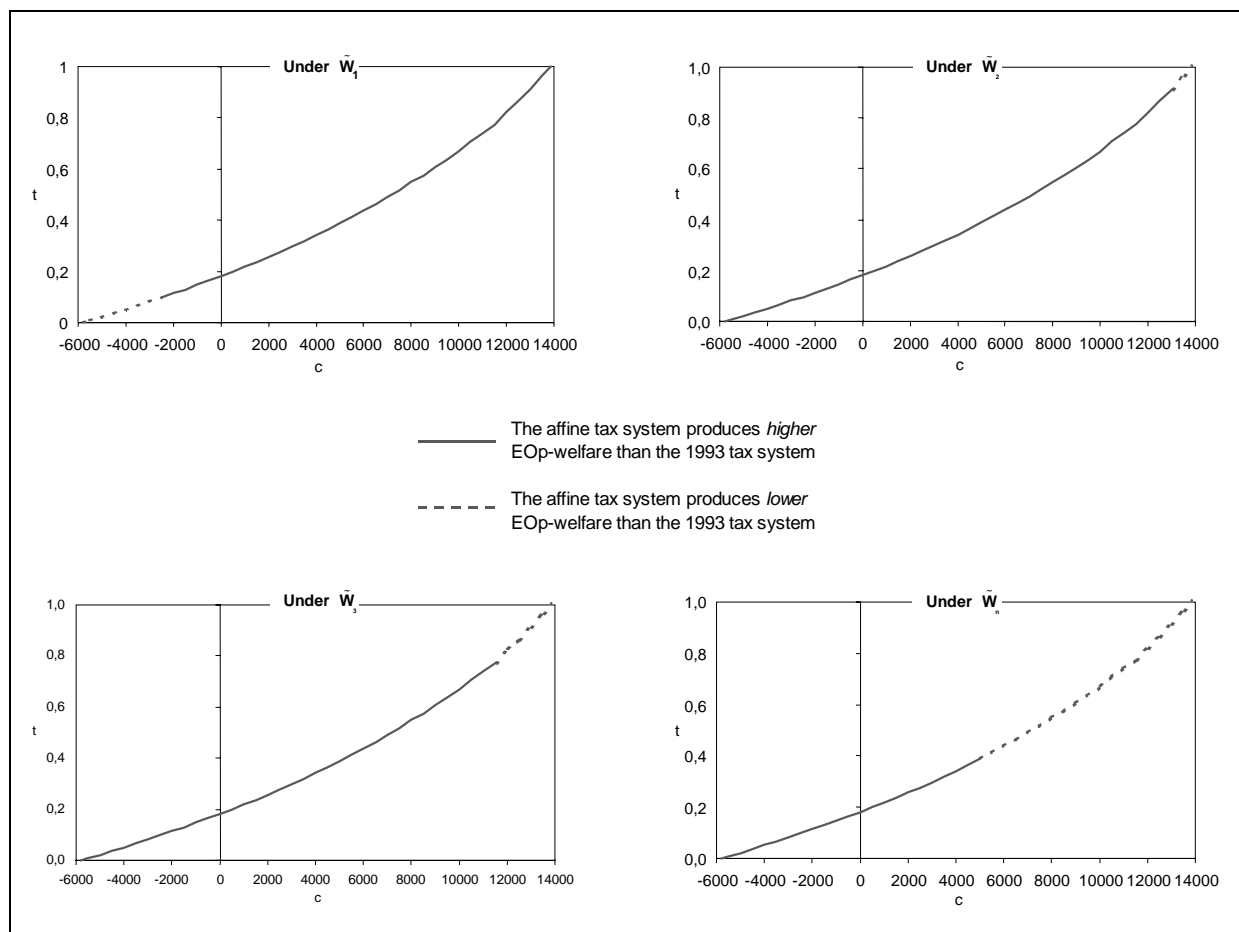 Under W̃₁
1
0,8
0,6
t
0,4
0,2
0
-6000 -4000 -2000 0 2000 4000 6000 8000 10000 12000 14000
c
Under W̃₂
1,0
0,8
0,6
t
0,4
0,2
0,0
-6000 -4000 -2000 0 2000 4000 6000 8000 10000 12000 14000
c
The affine tax system produces higher
EOp-welfare than the 1993 tax system
The affine tax system produces lower
EOp-welfare than the 1993 tax system
Under W̃₃
1,0
0,8
0,6
t
0,4
0,2
0,0
-6000 -4000 -2000 0 2000 4000 6000 8000 10000 12000 14000
c
Under W̃ₙ
1,0
0,8
0,6
t
0,4
0,2
0,0
-6000 -4000 -2000 0 2000 4000 6000 8000 10000 12000 14000
c